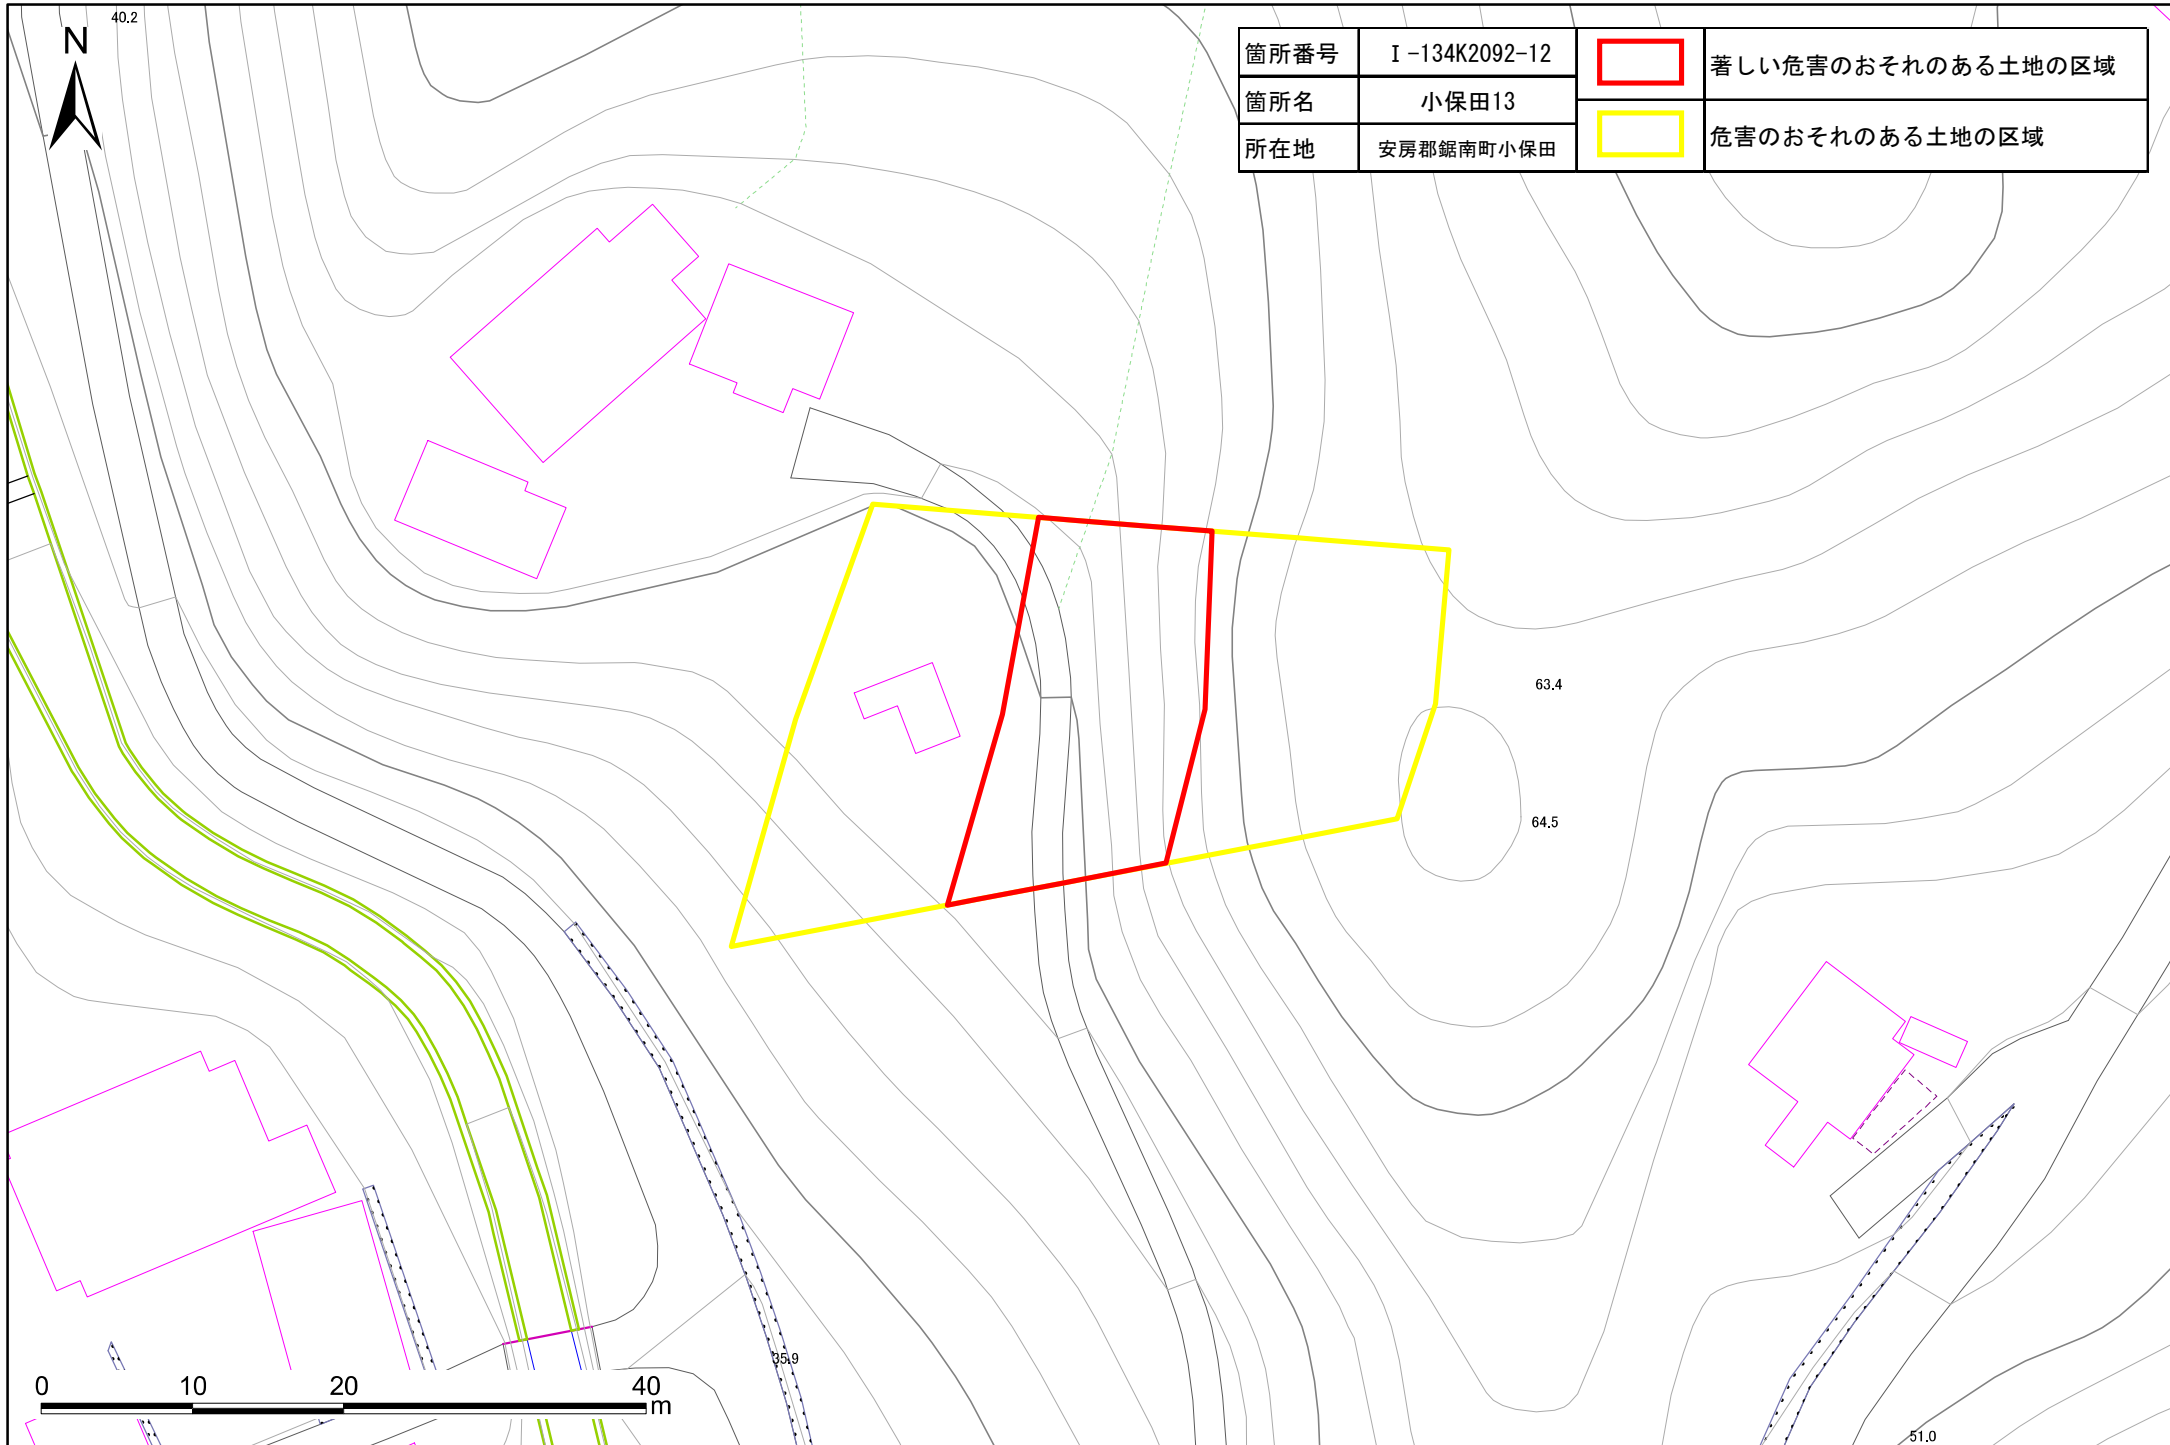 40.2
N
箇所番号 Ⅰ-134K2092-12 著しい危害のおそれのある土地の区域
箇所名 小保田13
危害のおそれのある土地の区域
所在地 安房郡鋸南町小保田
63.4
64.5
35.9
0 10 20 40
m
51.0